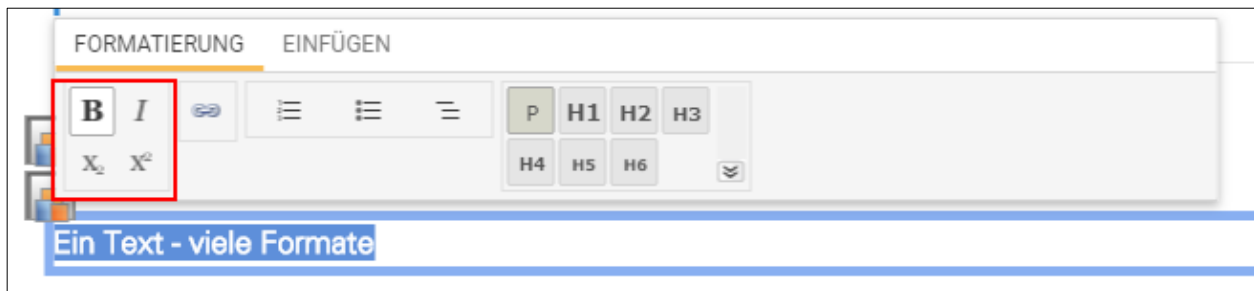 FORMATIERUNG EINFÜGEN
B I P H1 H2 H3
X₂ X² H4 H5 H6
Ein Text - viele Formate